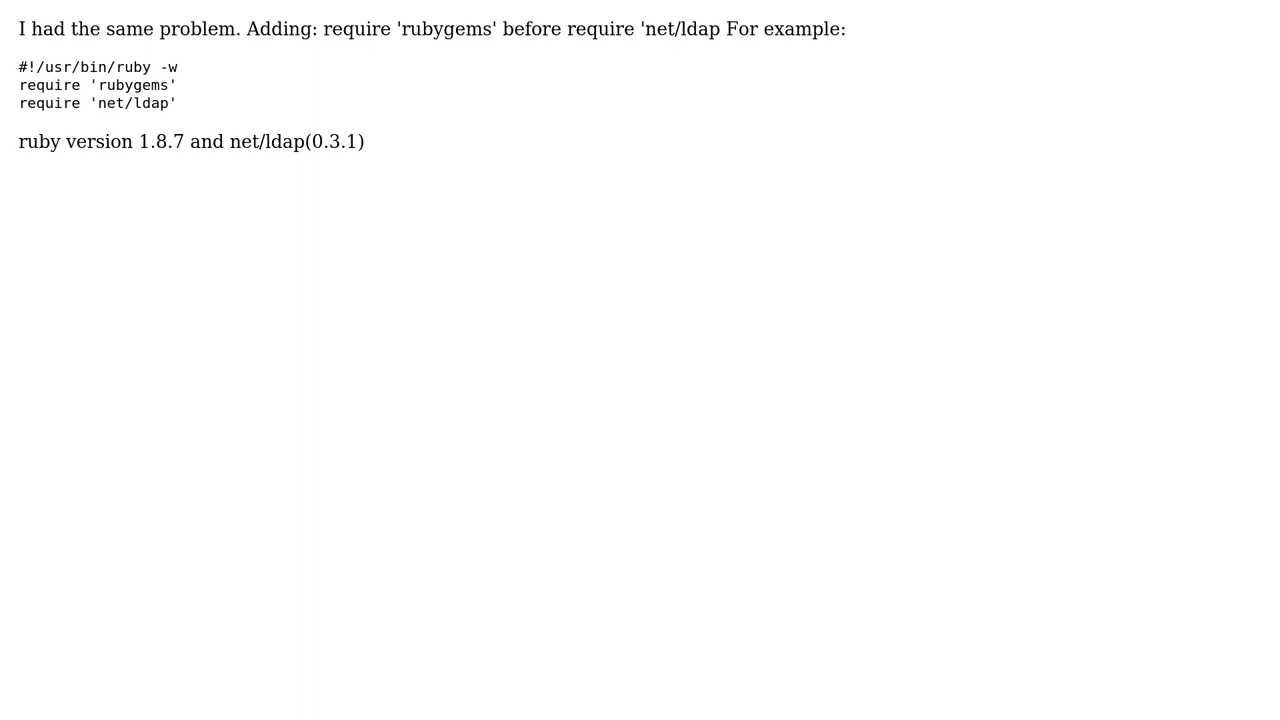 I had the same problem. Adding: require 'rubygems' before require 'net/ldap For example:
#!/usr/bin/ruby -w
require 'rubygems'
require 'net/ldap'
ruby version 1.8.7 and net/ldap(0.3.1)